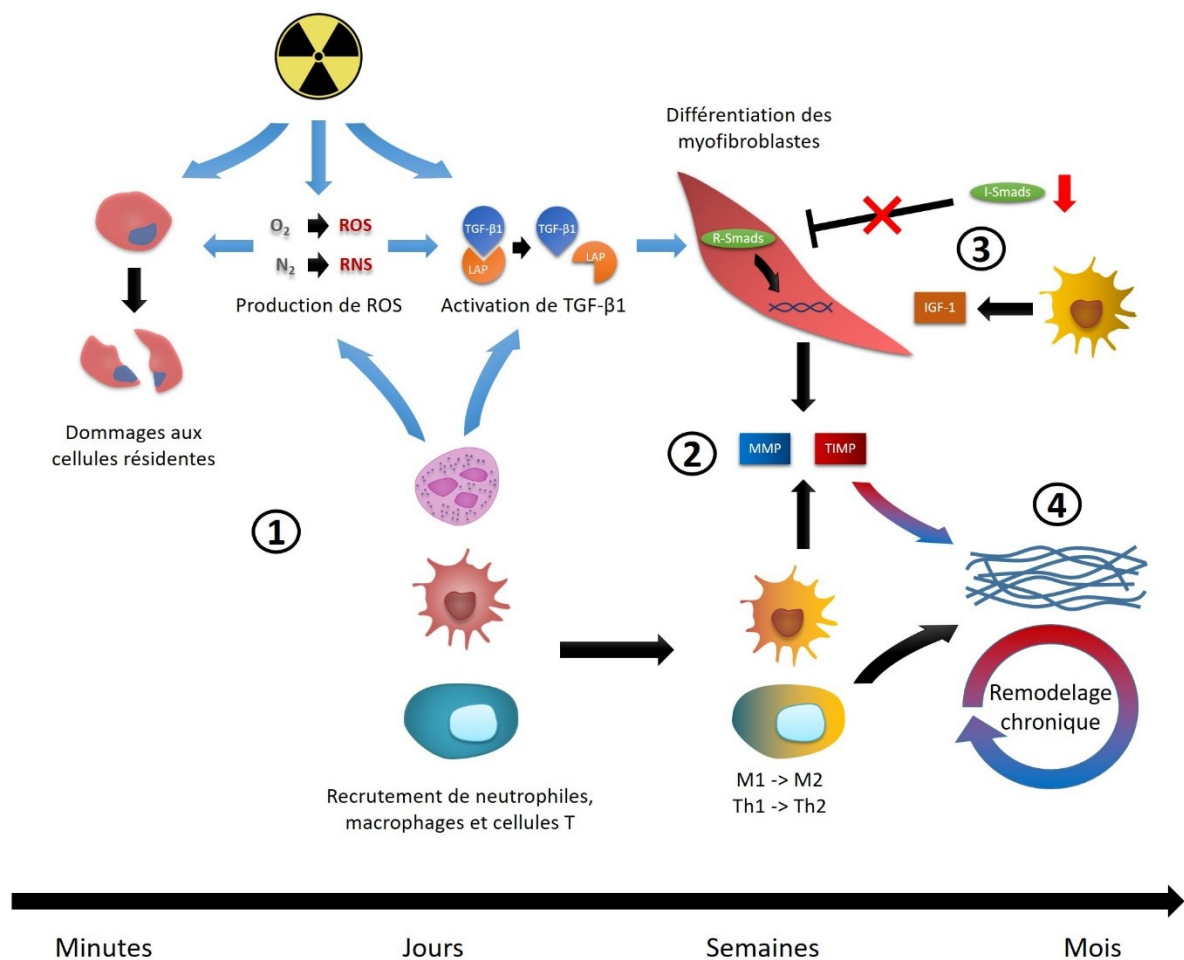 Différentiation des
myofibroblastes
I-Smads
R-Smads
O₂ ROS
N₂ RNS
TGF-β1
LAP
TGF-β1
LAP
Production de ROS
Activation de TGF-β1
3
IGF-1
Dommages aux
cellules résidentes
2
MMP
TIMP
1
4
Remodelage
chronique
M1 -> M2
Th1 -> Th2
Recrutement de neutrophiles,
macrophages et cellules T
Minutes
Jours
Semaines
Mois